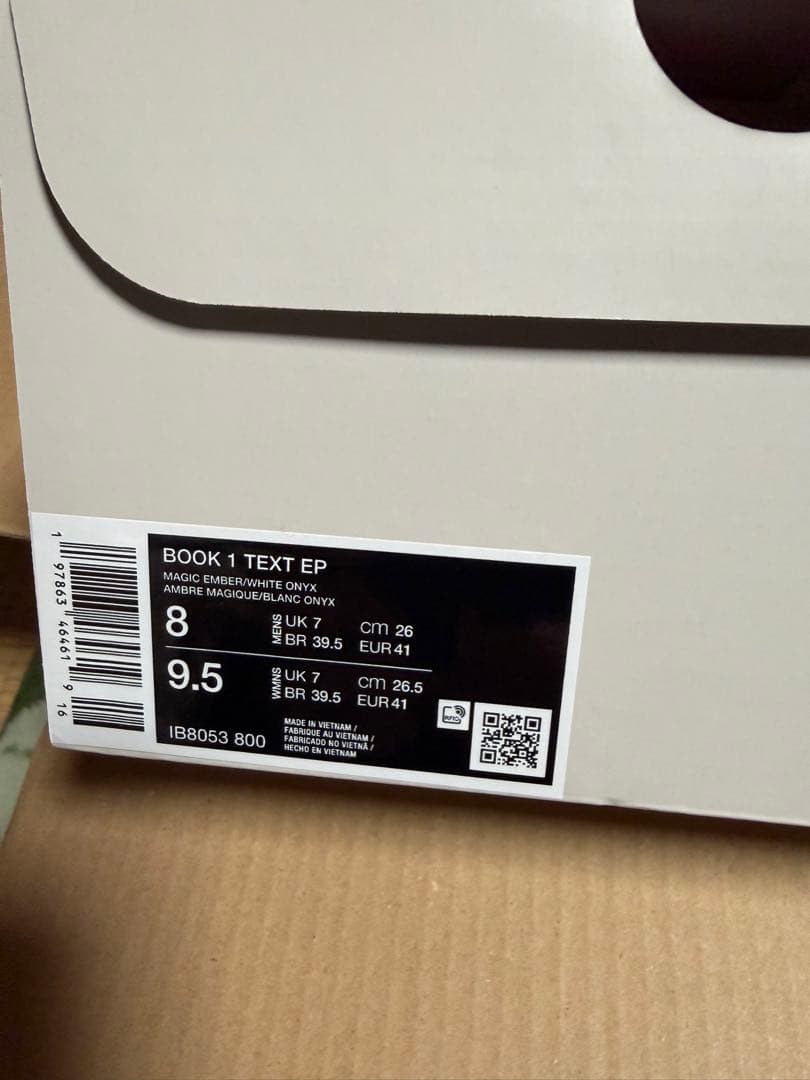 BOOK 1 TEXT EP
MAGIC EMBER/WHITE ONYX
AMBRE MAGIQUE/BLANC ONYX
8 MENS UK 7 cm 26
BR 39.5 EUR 41
9.5 WMNS UK 7 cm 26.5
BR 39.5 EUR 41
IB8053 800
MADE IN VIETNAM /
FABRIQUE AU VIETNAM /
FABRICADO NO VIETNÃ /
HECHO EN VIETNAM
RFID
1 97863 46461 9 16